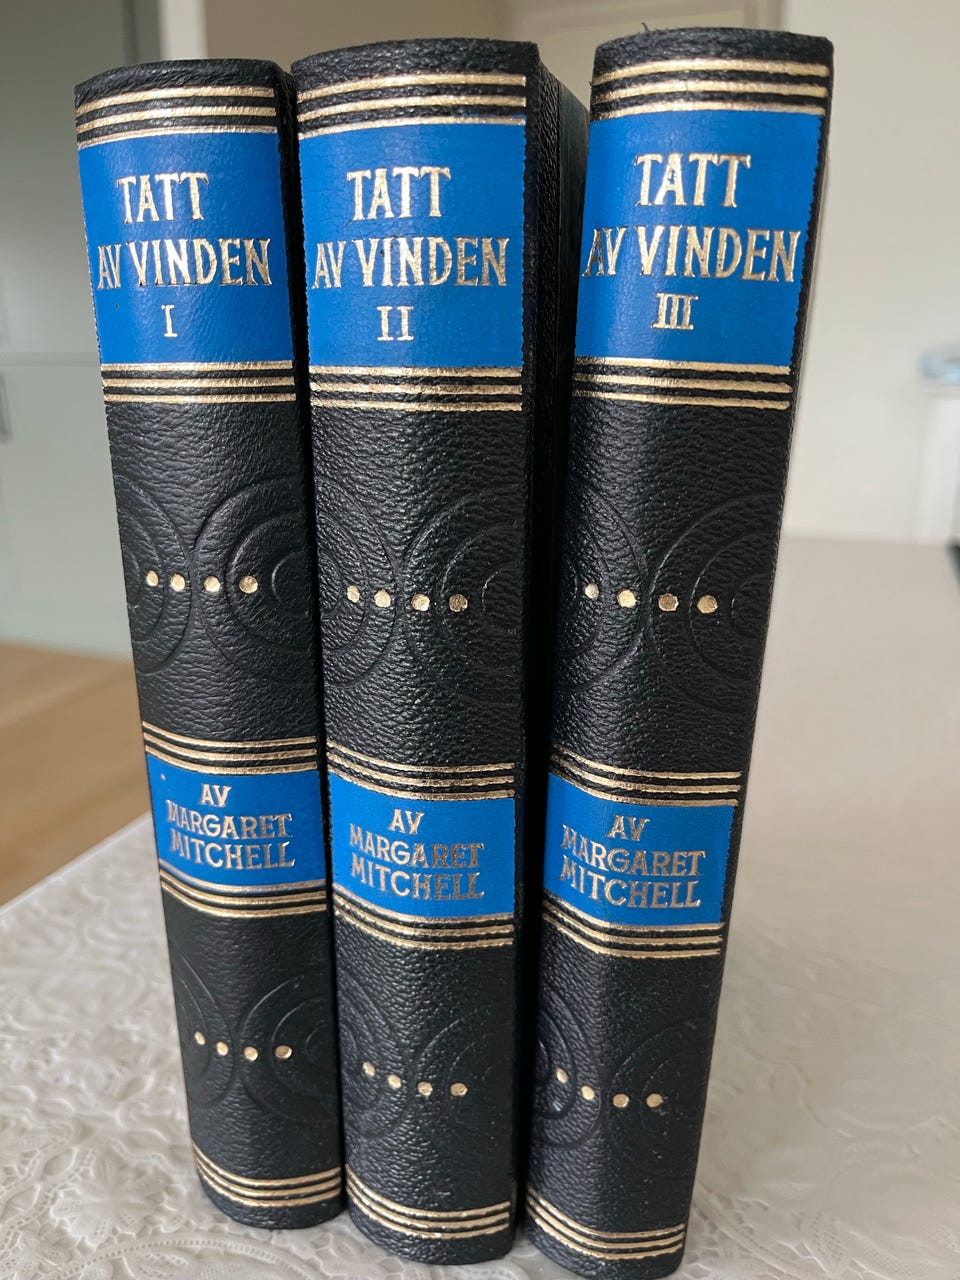 TATT
AV VINDEN
I
AV
MARGARET
MITCHELL
TATT
AV VINDEN
II
AV
MARGARET
MITCHELL
TATT
AV VINDEN
III
AV
MARGARET
MITCHELL